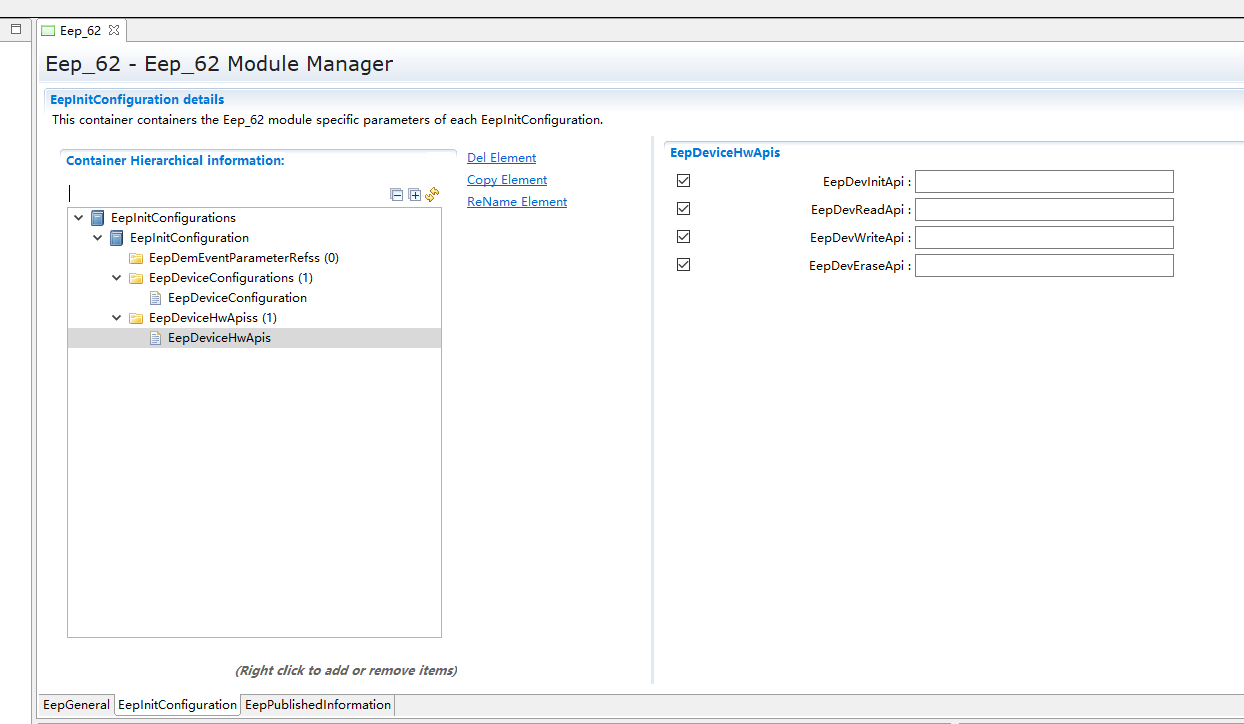 Eep_62
Eep_62 - Eep_62 Module Manager
EepInitConfiguration details
This container containers the Eep_62 module specific parameters of each EepInitConfiguration.
Container Hierarchical information:
Del Element
Copy Element
ReName Element
EepInitConfigurations
EepInitConfiguration
EepDemEventParameterRefss (0)
EepDeviceConfigurations (1)
EepDeviceConfiguration
EepDeviceHwApiss (1)
EepDeviceHwApis
(Right click to add or remove items)
EepDeviceHwApis
EepDevInitApi :
EepDevReadApi :
EepDevWriteApi :
EepDevEraseApi :
EepGeneral EepInitConfiguration EepPublishedInformation